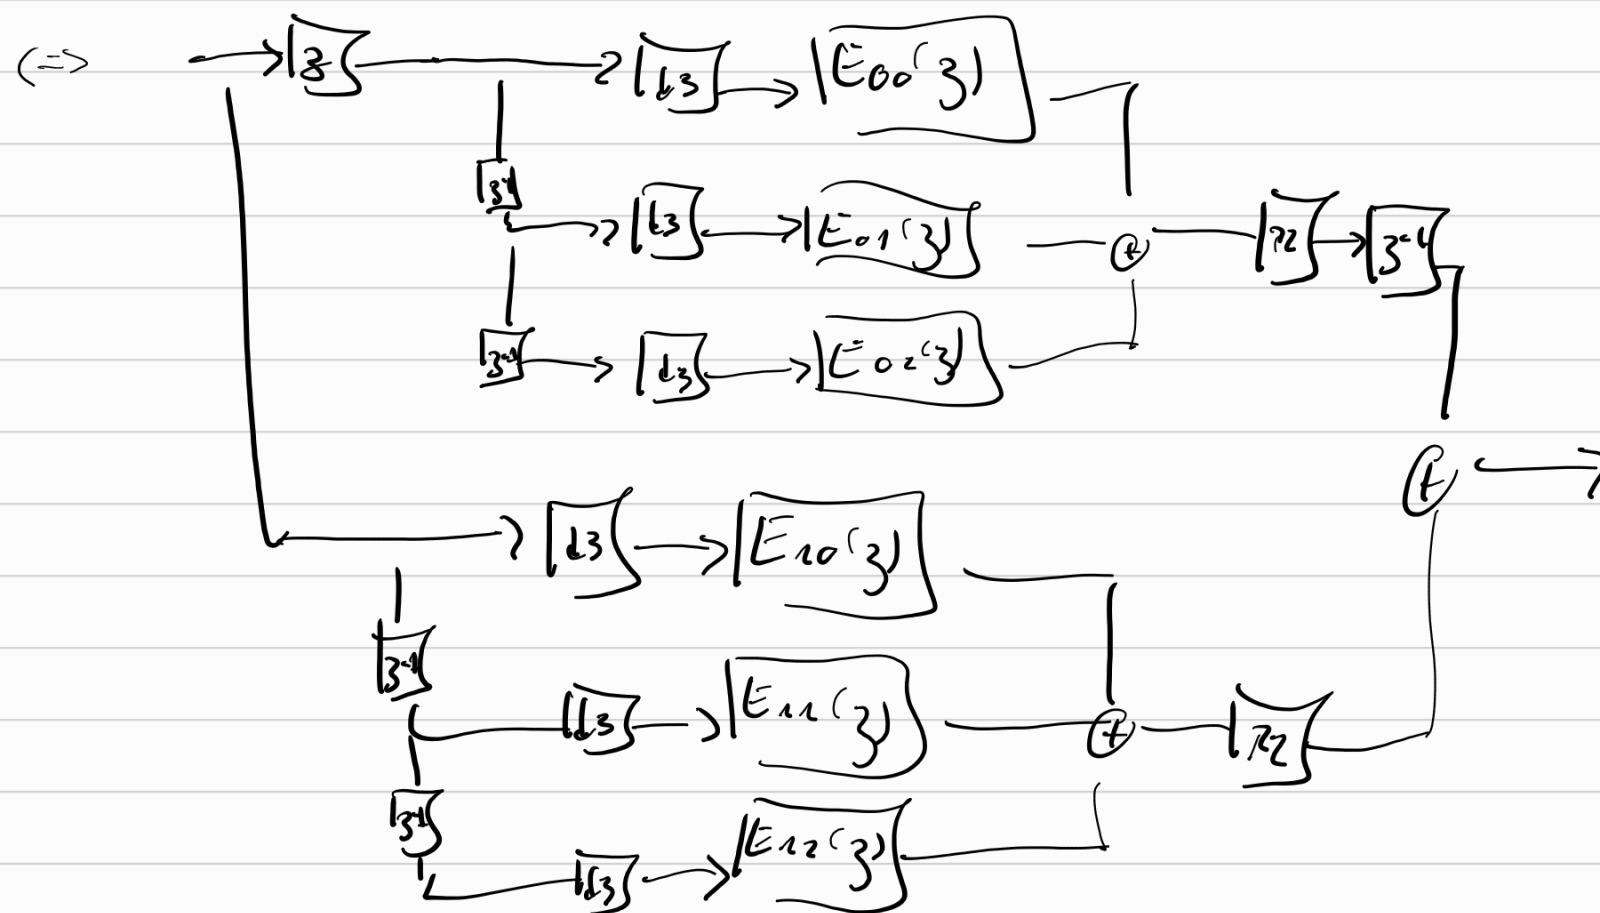 (=> → z → ↓3 → E00(z)
z-1 → ↓3 → E01(z) ⊕ ↑2 → z-1
z-1 → ↓3 → E02(z)
⊕ →
→ ↓3 → E10(z)
z-1
↓3 → E11(z) ⊕ ↑2
z-1
↓3 → E12(z)